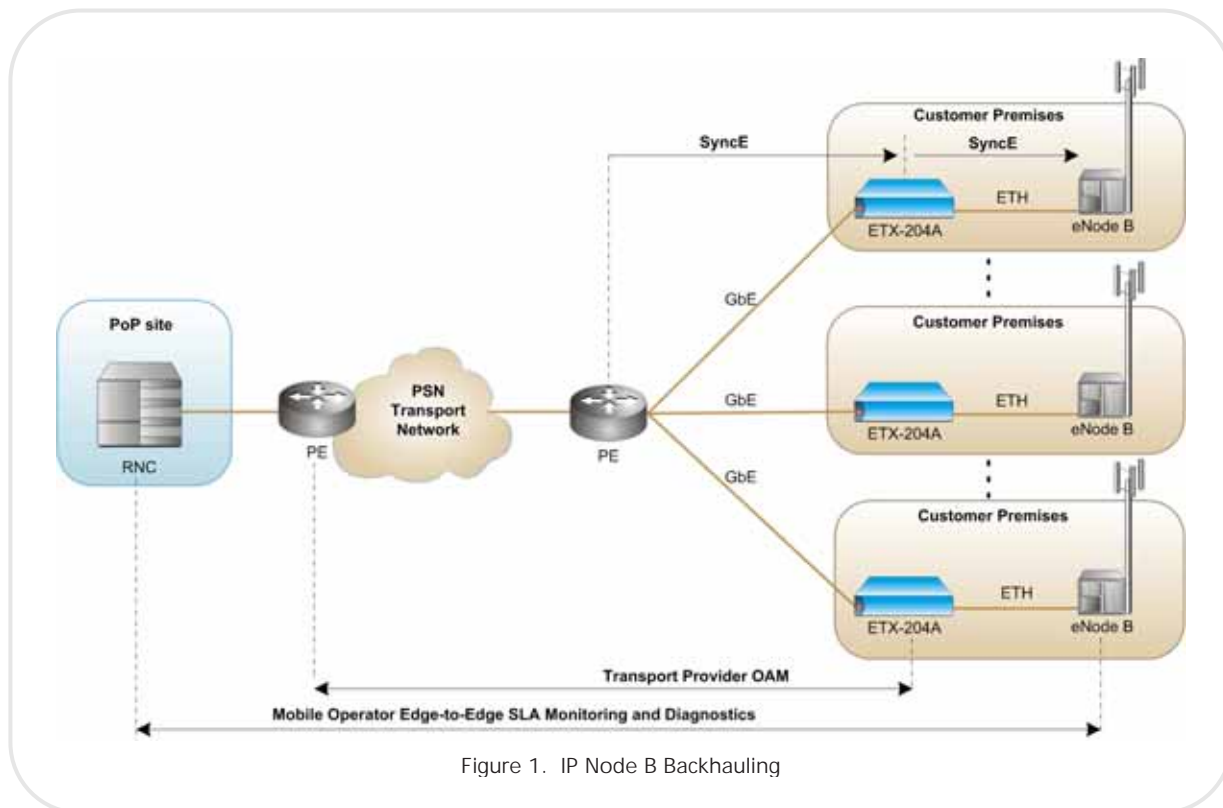 Customer Premises
SyncE
SyncE
ETH
ETX-204A
eNode B
GbE
PoP site
RNC
PE
PSN
Transport
Network
PE
GbE
Customer Premises
ETH
ETX-204A
eNode B
GbE
Customer Premises
ETH
ETX-204A
eNode B
Transport Provider OAM
Mobile Operator Edge-to-Edge SLA Monitoring and Diagnostics
Figure 1. IP Node B Backhauling